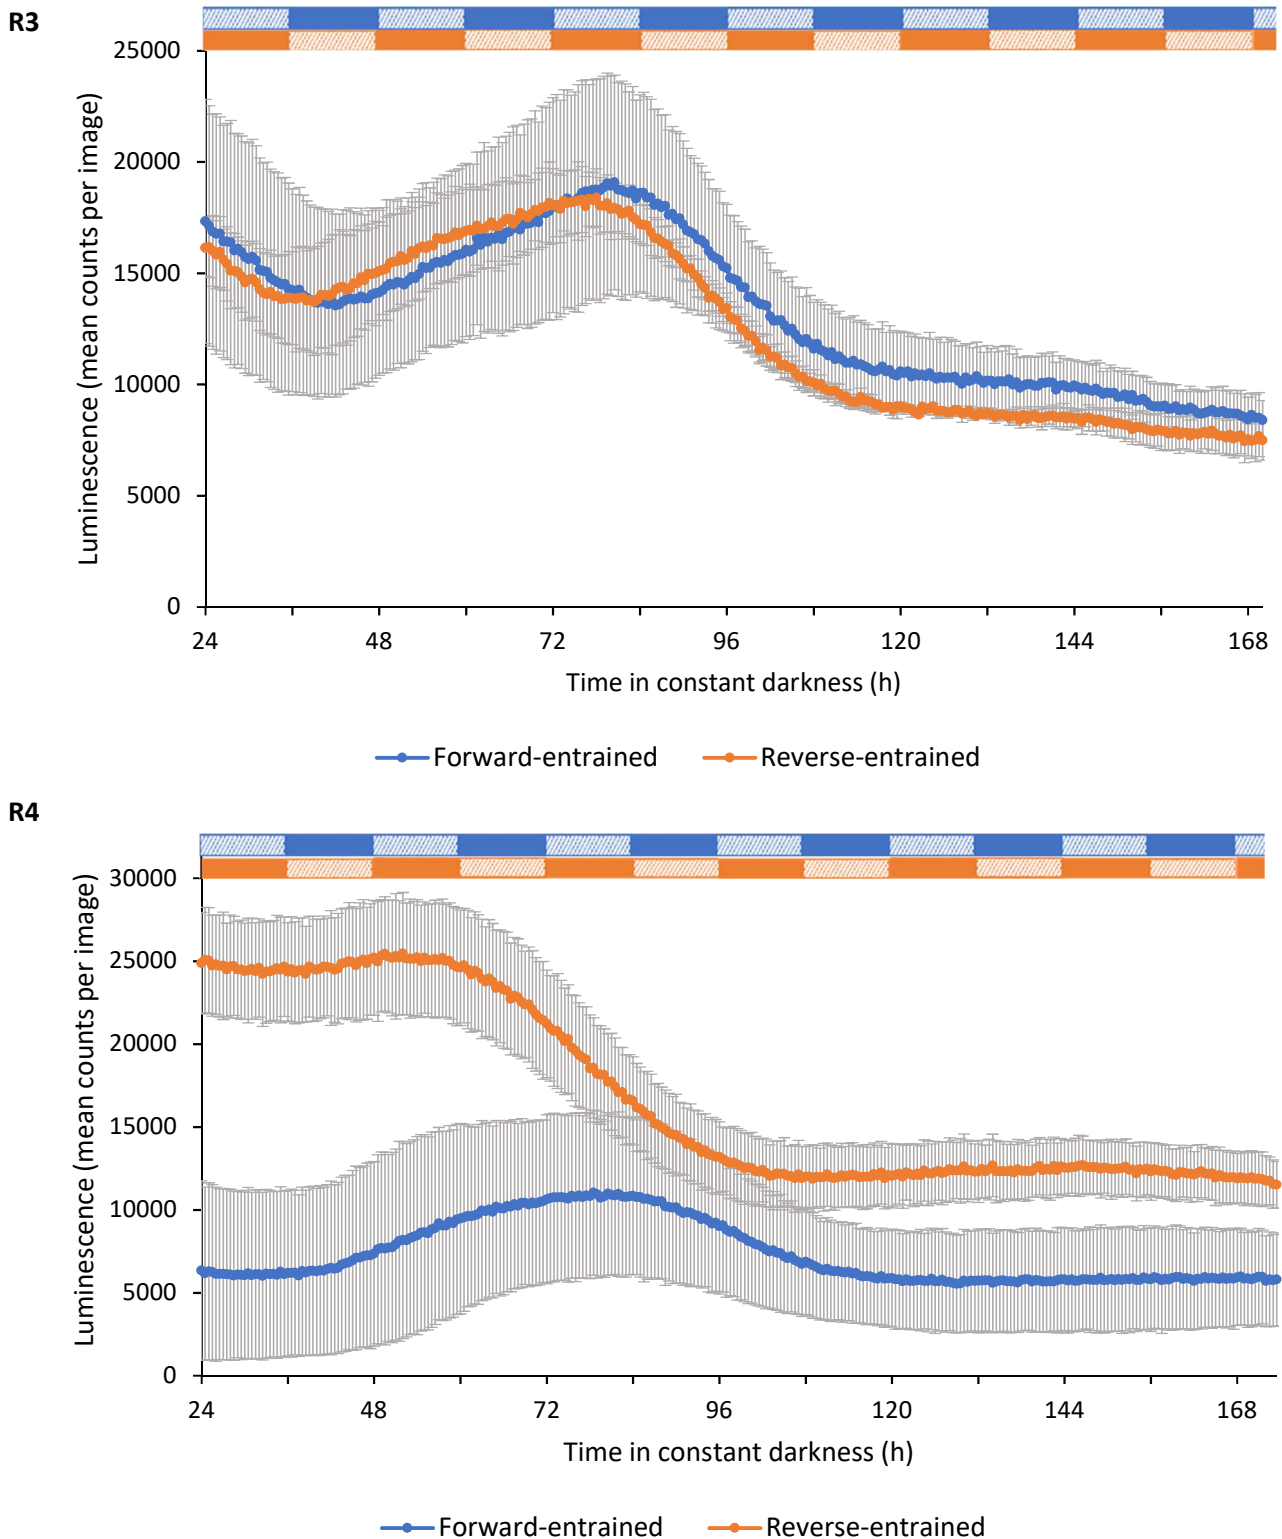 R3
25000
20000
15000
10000
5000
0
Luminescence (mean counts per image)
24 48 72 96 120 144 168
Time in constant darkness (h)
Forward-entrained Reverse-entrained
R4
30000
25000
20000
15000
10000
5000
0
Luminescence (mean counts per image)
24 48 72 96 120 144 168
Time in constant darkness (h)
Forward-entrained Reverse-entrained